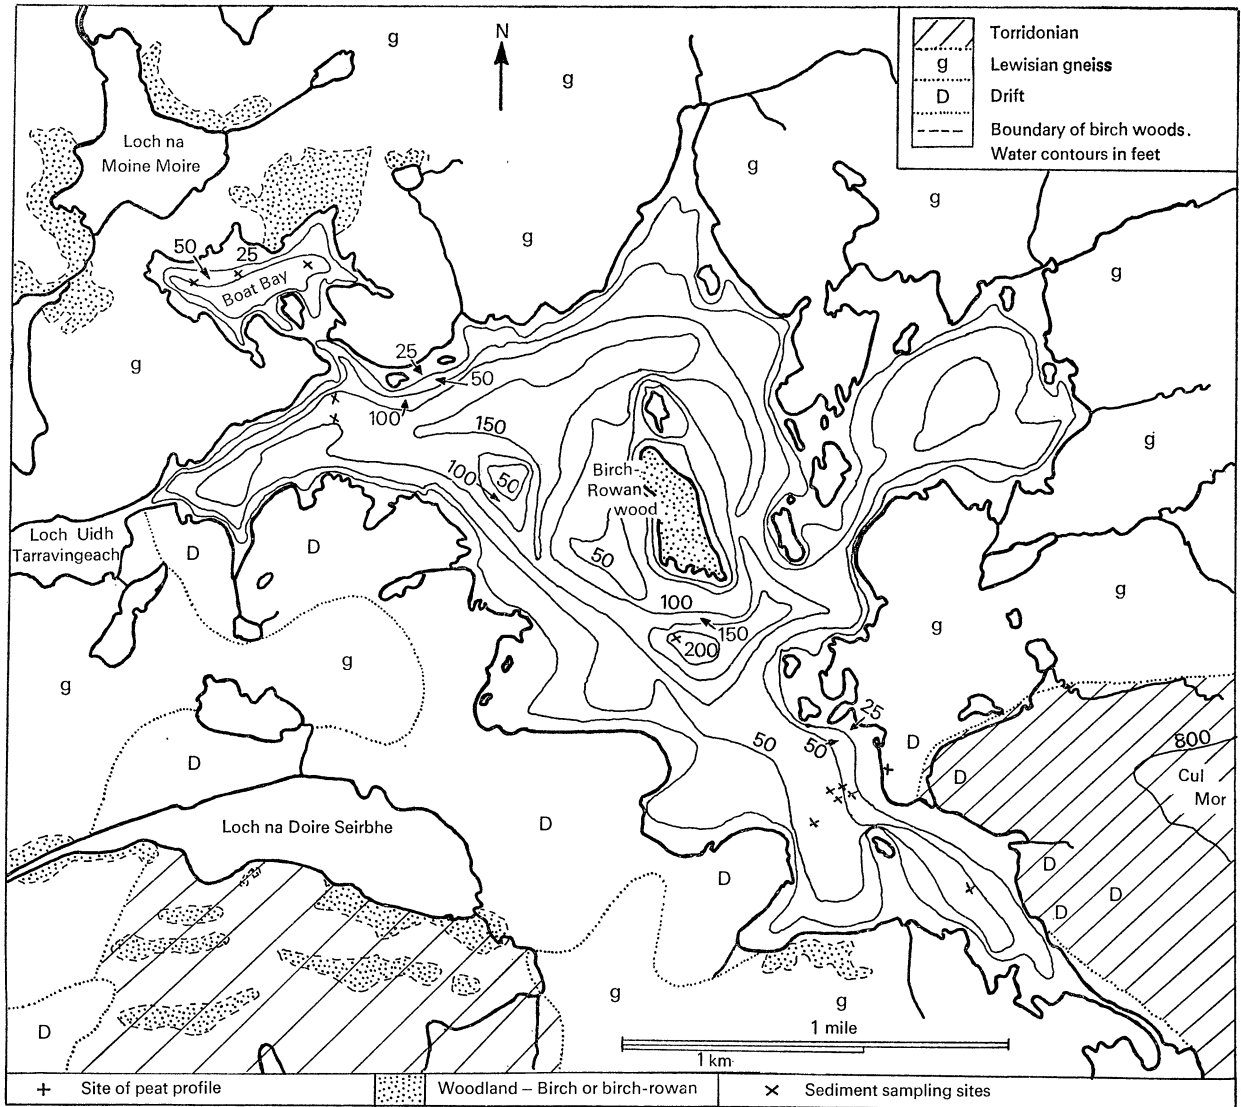 N
Torridonian
g Lewisian gneiss
D Drift
Boundary of birch woods.
Water contours in feet
g
g
g
g
g
g
Loch na
Moine Moire
50
25
Boat Bay
g
25
50
100
150
100
50
g
Birch-
Rowan
wood
Loch Uidh
Tarravingeach
D
D
50
100
150
200
g
g
g
g
25
50
50
D
D
800
Cul
Mor
D
Loch na Doire Seirbhe
D
D
D
D
D
g
g
D
1 mile
1 km
+ Site of peat profile
Woodland – Birch or birch-rowan
x Sediment sampling sites